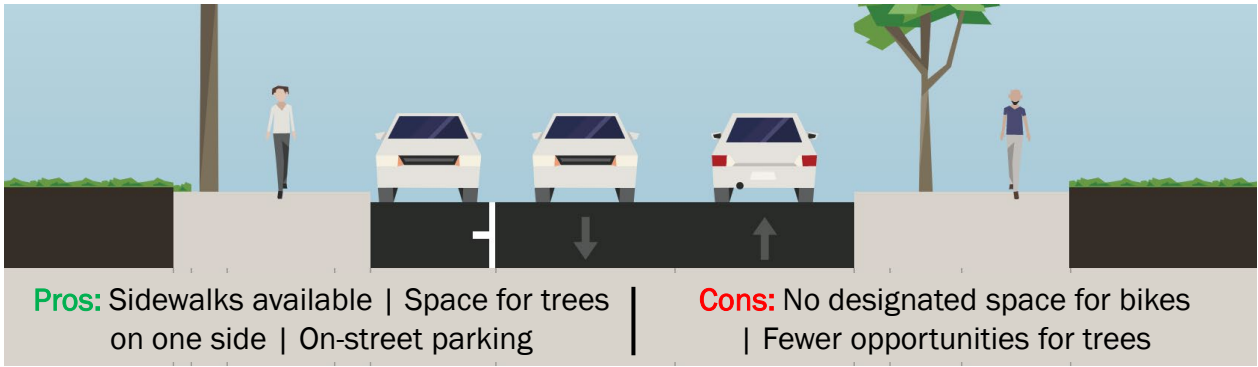 Pros: Sidewalks available | Space for trees
on one side | On-street parking
Cons: No designated space for bikes
| Fewer opportunities for trees